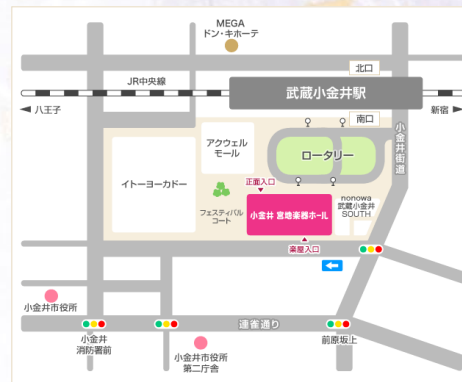 MEGA
ドン・キホーテ
北口
JR中央線
武蔵小金井駅
八王子
新宿
南口
小金井街道
アクウェル
モール
ロータリー
イトーヨーカドー
正面入口
フェスティバル
コート
小金井 宮地楽器ホール
nonowa
武蔵小金井
SOUTH
楽屋入口
小金井市役所
連雀通り
小金井
消防署前
小金井市役所
第二庁舎
前原坂上